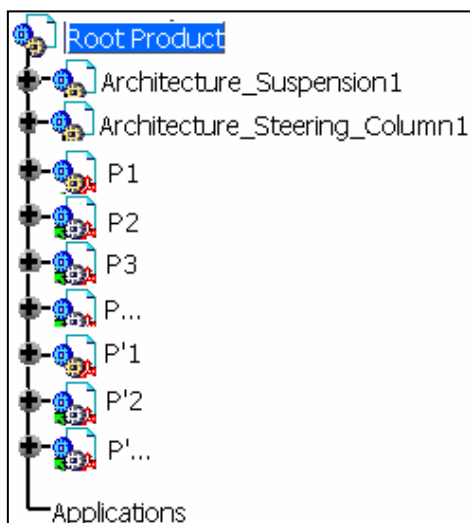 Root Product
Architecture_Suspension1
Architecture_Steering_Column1
P1
P2
P3
P...
P'1
P'2
P'...
Applications